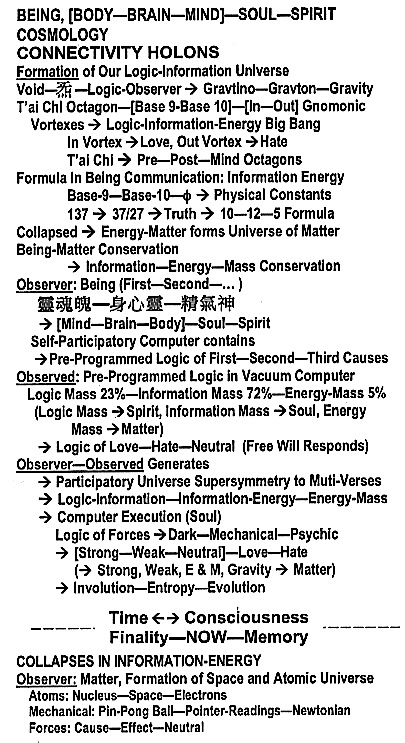 BEING, [BODY—BRAIN—MIND]—SOUL—SPIRIT
COSMOLOGY
CONNECTIVITY HOLONS
Formation of Our Logic-Information Universe
Void—炁—Logic-Observer → Gravtino—Gravton—Gravity
T'ai Chi Octagon—[Base 9-Base 10]—[In—Out] Gnomonic
Vortexes → Logic-Information-Energy Big Bang
In Vortex → Love, Out Vortex → Hate
T'ai Chi → Pre—Post—Mind Octagons
Formula In Being Communication: Information Energy
Base-9—Base-10—ϕ → Physical Constants
137 → 37/27 → Truth → 10—12—5 Formula
Collapsed → Energy-Matter forms Universe of Matter
Being-Matter Conservation
→ Information—Energy—Mass Conservation
Observer: Being (First—Second—... )
靈魂魄—身心靈—精氣神
→ [Mind—Brain—Body]—Soul—Spirit
Self-Participatory Computer contains
→ Pre-Programmed Logic of First—Second—Third Causes
Observed: Pre-Programmed Logic in Vacuum Computer
Logic Mass 23%—Information Mass 72%—Energy-Mass 5%
(Logic Mass → Spirit, Information Mass → Soul, Energy
Mass → Matter)
→ Logic of Love—Hate—Neutral (Free Will Responds)
Observer—Observed Generates
→ Participatory Universe Supersymmetry to Muti-Verses
→ Logic-Information—Information-Energy—Energy-Mass
→ Computer Execution (Soul)
Logic of Forces → Dark—Mechanical—Psychic
→ [Strong—Weak—Neutral]—Love—Hate
(→ Strong, Weak, E & M, Gravity → Matter)
→ Involution—Entropy—Evolution
Time ←→ Consciousness
Finality—NOW—Memory
COLLAPSES IN INFORMATION-ENERGY
Observer: Matter, Formation of Space and Atomic Universe
Atoms: Nucleus—Space—Electrons
Mechanical: Pin-Pong Ball—Pointer-Readings—Newtonian
Forces: Cause—Effect—Neutral